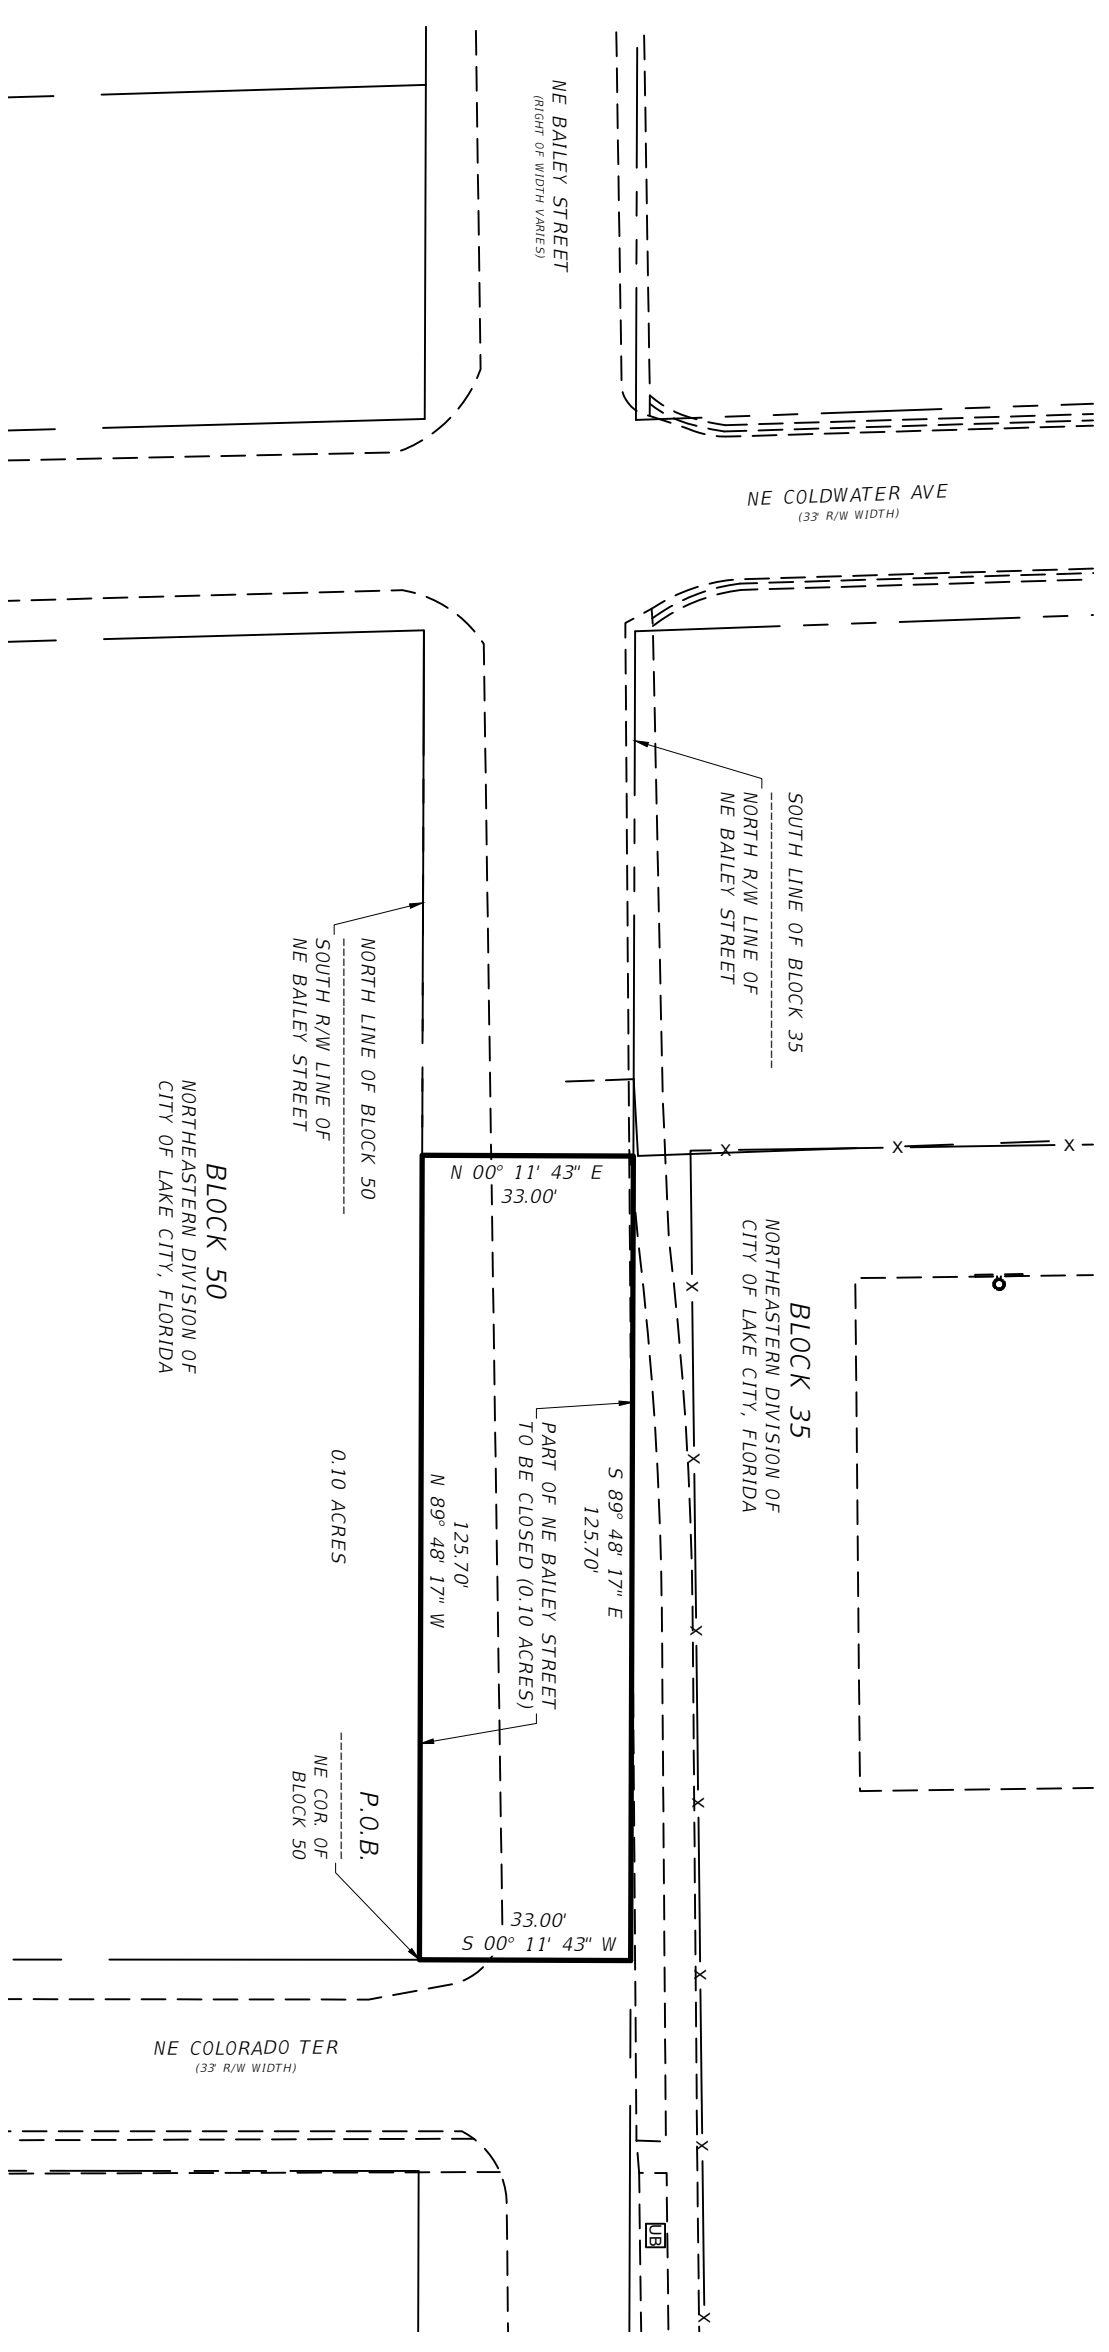 NE BAILEY STREET
(RIGHT OF WIDTH VARIES)
NE COLDWATER AVE
(33' R/W WIDTH)
SOUTH LINE OF BLOCK 35
NORTH R/W LINE OF
NE BAILEY STREET
NORTH LINE OF BLOCK 50
SOUTH R/W LINE OF
NE BAILEY STREET
BLOCK 50
NORTHEASTERN DIVISION OF
CITY OF LAKE CITY, FLORIDA
N 00° 11' 43" E
33.00'
X
X
X
BLOCK 35
NORTHEASTERN DIVISION OF
CITY OF LAKE CITY, FLORIDA
X
X
X
X
X
X
X
PART OF NE BAILEY STREET
TO BE CLOSED (0.10 ACRES)
S 89° 48' 17" E
125.70'
125.70'
N 89° 48' 17" W
0.10 ACRES
P.O.B.
NE COR. OF
BLOCK 50
33.00'
S 00° 11' 43" W
NE COLORADO TER
(33' R/W WIDTH)
UB